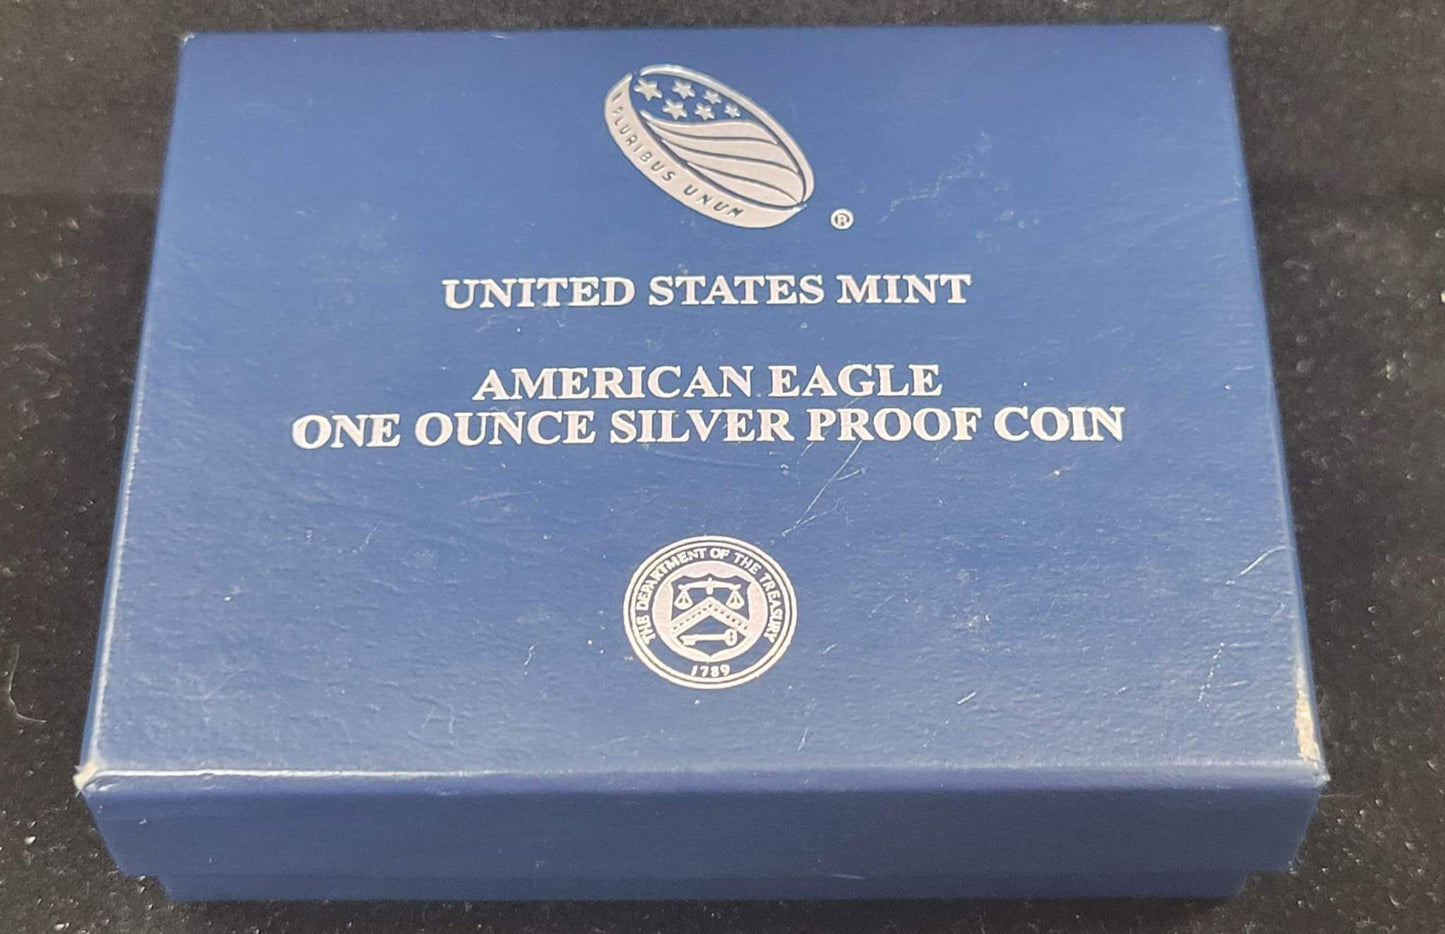 PLURIBUS UNUM
®
UNITED STATES MINT
AMERICAN EAGLE
ONE OUNCE SILVER PROOF COIN
THE DEPARTMENT OF THE TREASURY
1789